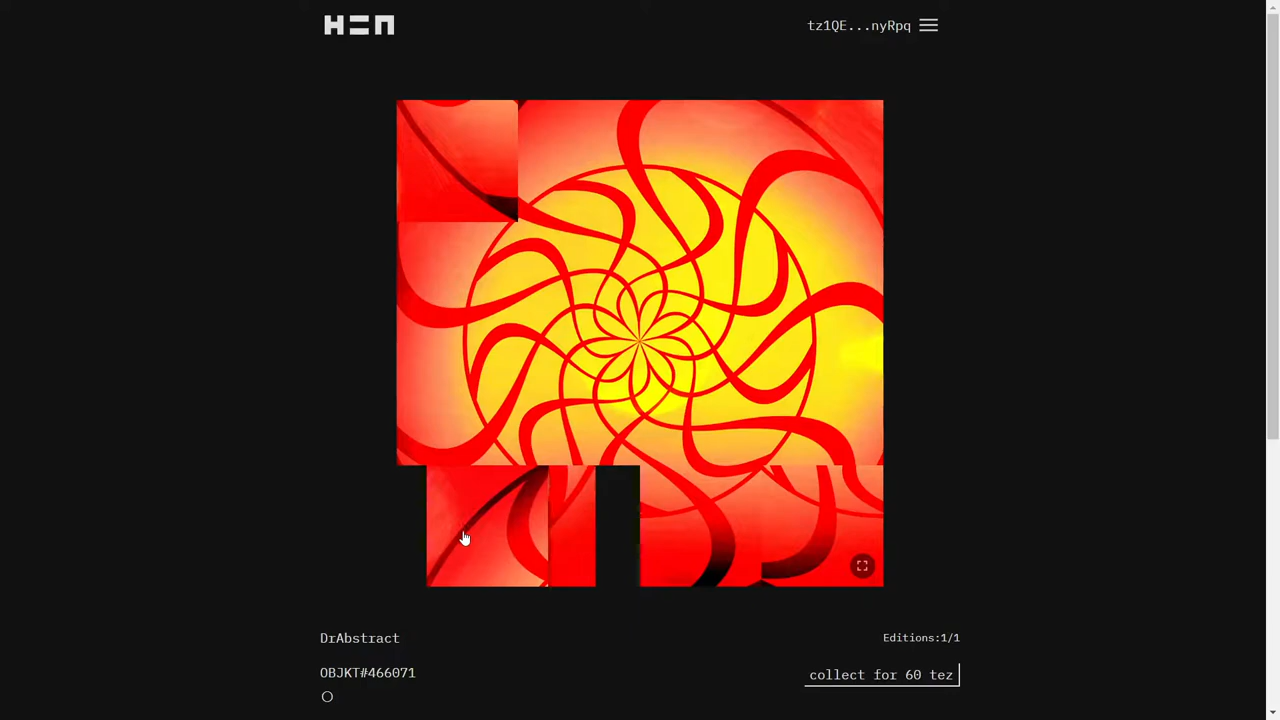 H=N
tz1QE...nyRpq
DrAbstract
Editions:1/1
OBJKT#466071
collect for 60 tez